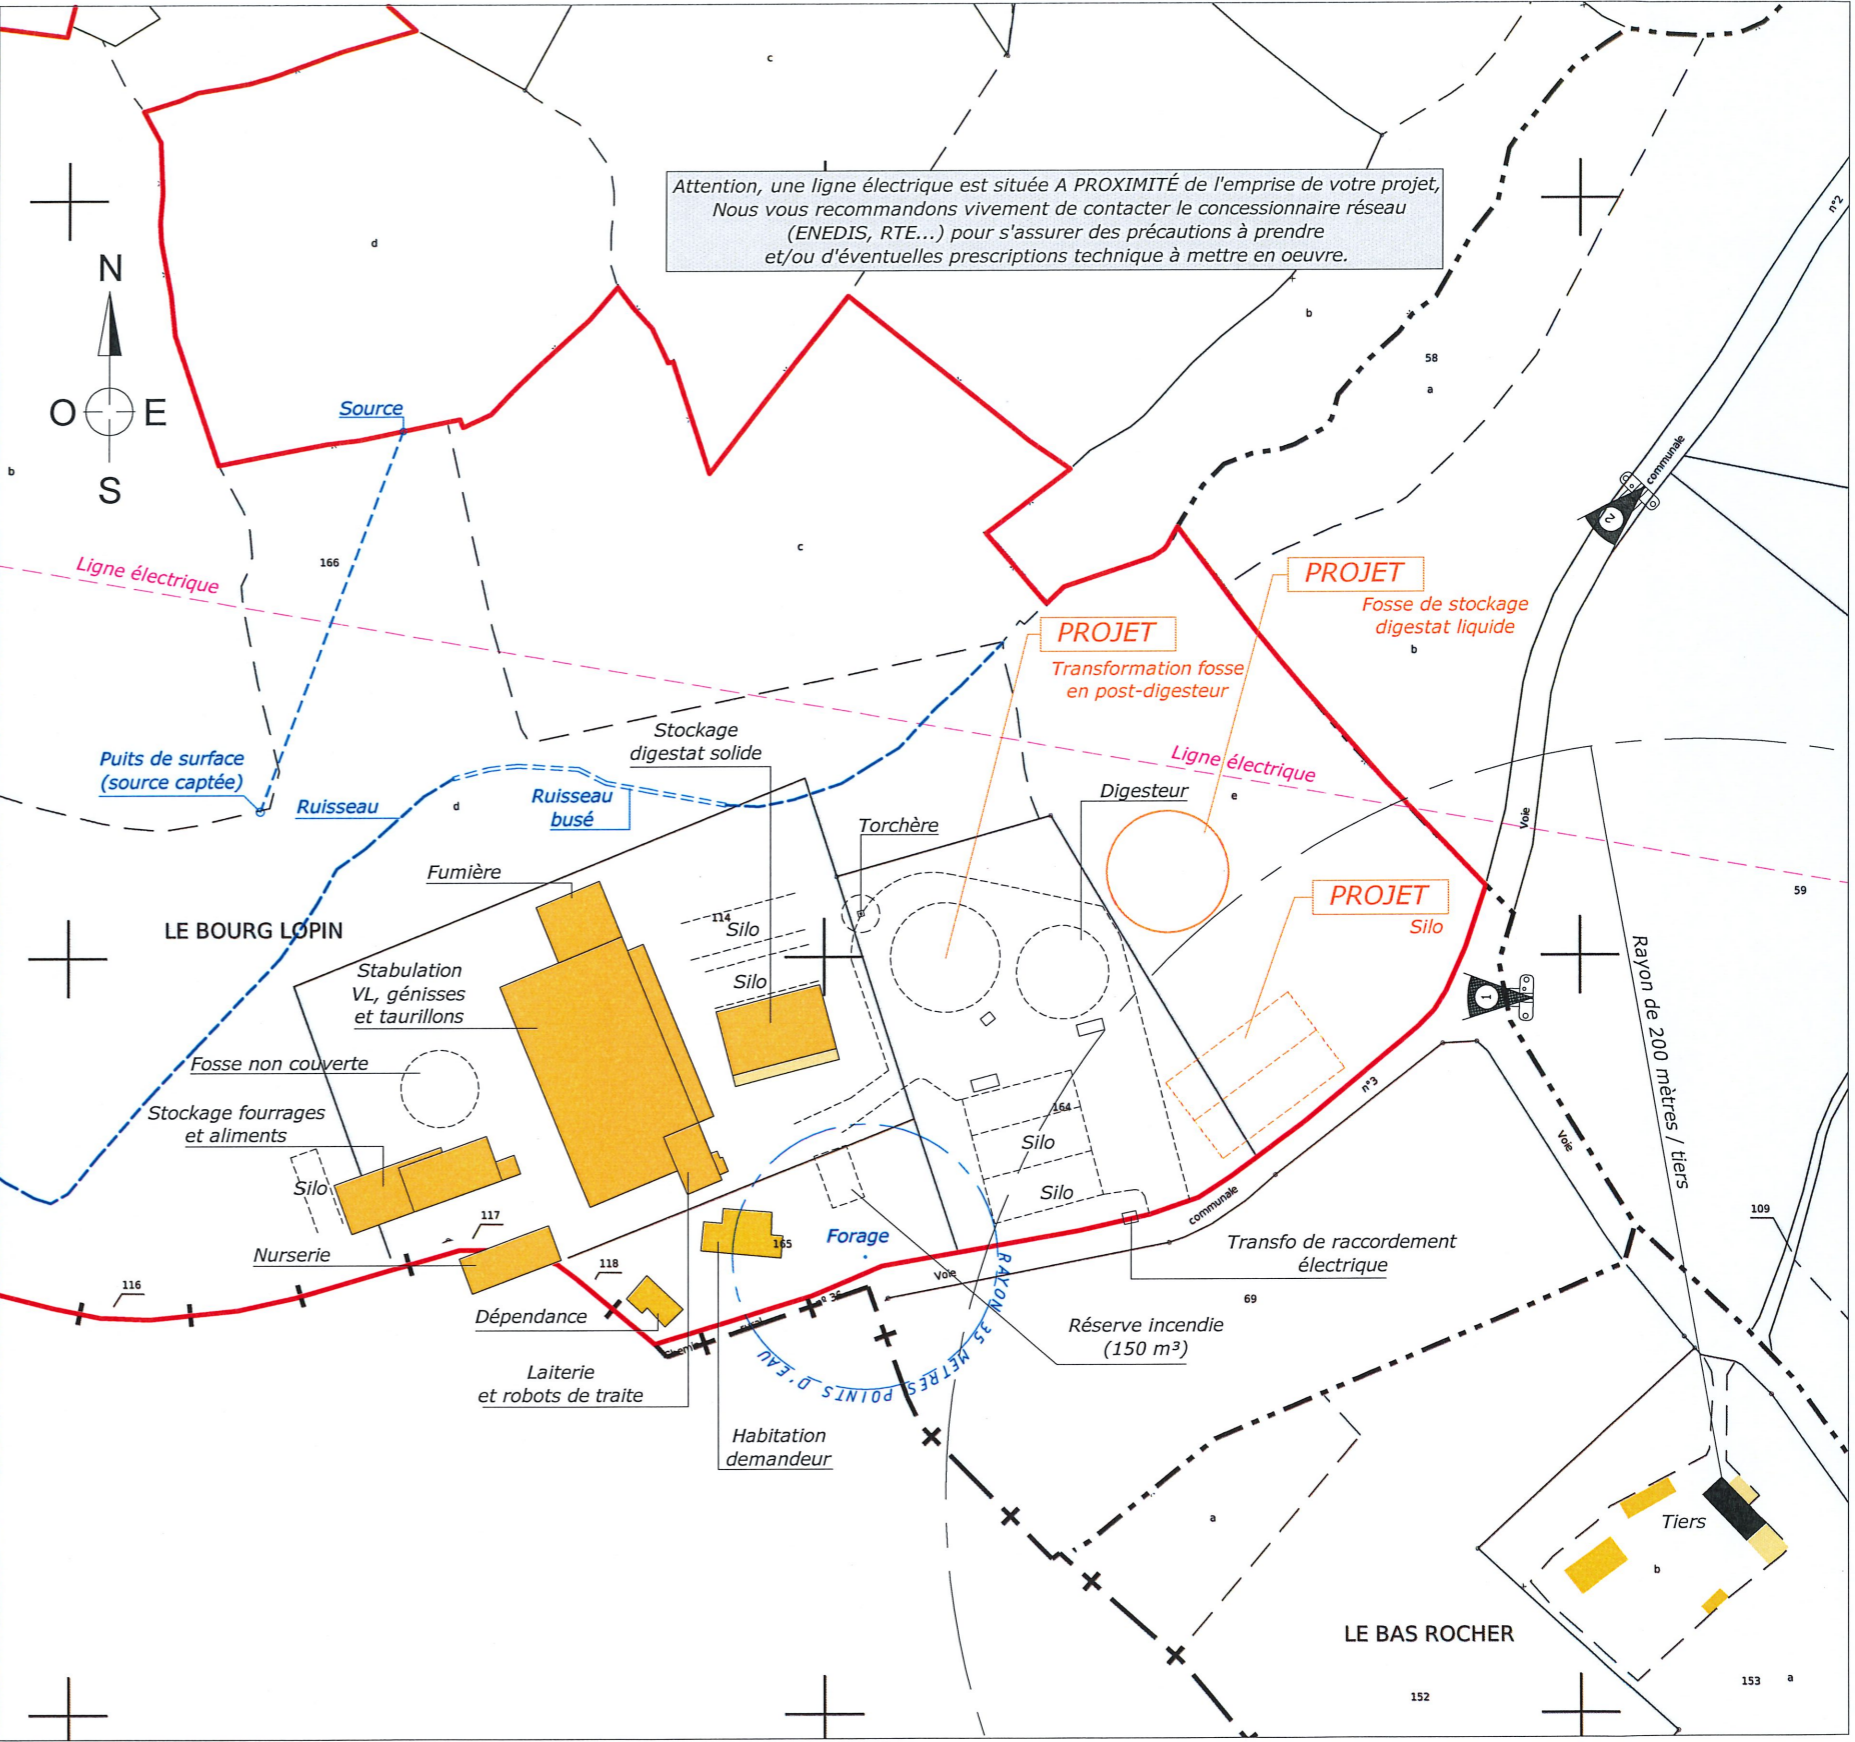 c
Attention, une ligne électrique est située A PROXIMITÉ de l'emprise de votre projet,
Nous vous recommandons vivement de contacter le concessionnaire réseau
(ENEDIS, RTE...) pour s'assurer des précautions à prendre
et/ou d'éventuelles prescriptions technique à mettre en oeuvre.
n°2
d
N
O
E
S
b
58
a
Source
b
communale
2
c
166
Ligne électrique
PROJET
Fosse de stockage
digestat liquide
b
PROJET
Transformation fosse
en post-digesteur
Stockage
digestat solide
Puits de surface
(source captée)
Ligne électrique
Ruisseau
d
Ruisseau
busé
Digesteur
e
Voie
Torchère
Fumière
59
PROJET
Silo
LE BOURG LOPIN
114
Silo
Stabulation
VL, génisses
et taurillons
Silo
1
Rayon de 200 mètres / tiers
Fosse non couverte
Stockage fourrages
et aliments
n°3
164
Silo
Voie
Silo
Silo
communale
117
109
Nurserie
165
Forage
Transfo de raccordement
électrique
118
116
Voie
69
Dépendance
Chemin
rural
n° 36
RAYON 35 METRES POINTS D'EAU
Réserve incendie
(150 m³)
Laiterie
et robots de traite
Habitation
demandeur
a
Tiers
b
LE BAS ROCHER
152
153
a